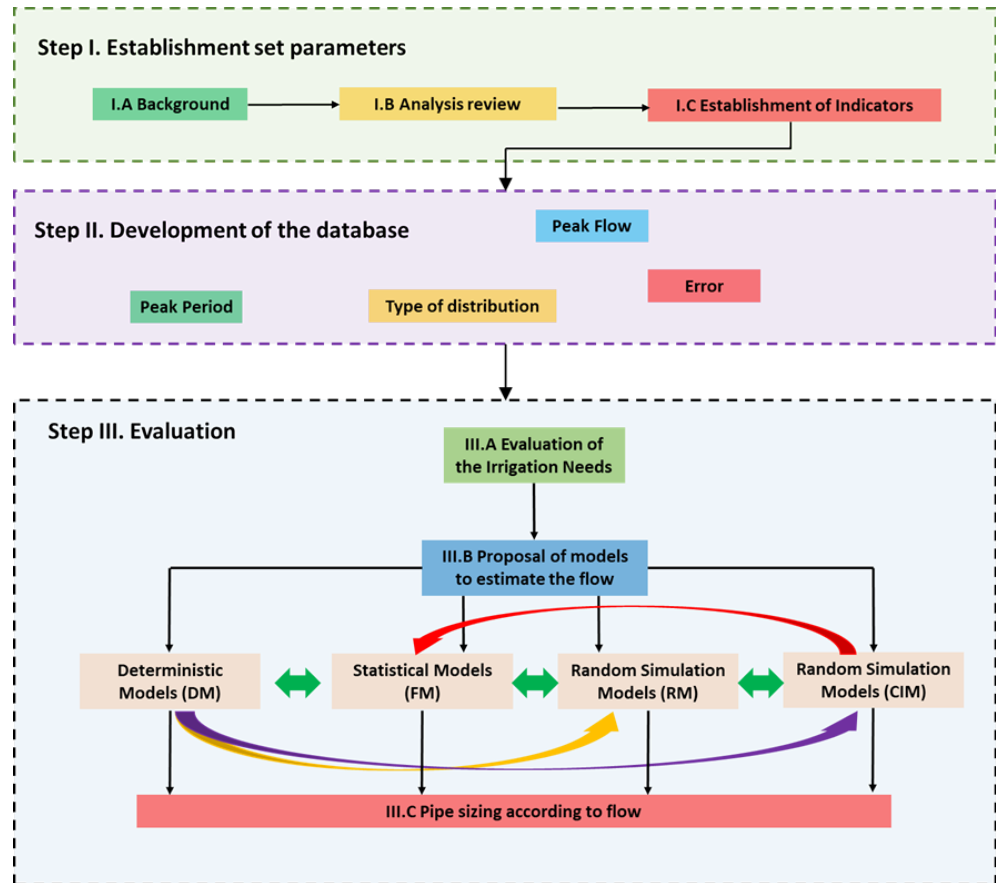 Step I. Establishment set parameters
I.A Background
I.B Analysis review
I.C Establishment of Indicators
Step II. Development of the database
Peak Flow
Error
Peak Period
Type of distribution
Step III. Evaluation
III.A Evaluation of
the Irrigation Needs
III.B Proposal of models
to estimate the flow
Deterministic
Models (DM)
Statistical Models
(FM)
Random Simulation
Models (RM)
Random Simulation
Models (CIM)
III.C Pipe sizing according to flow